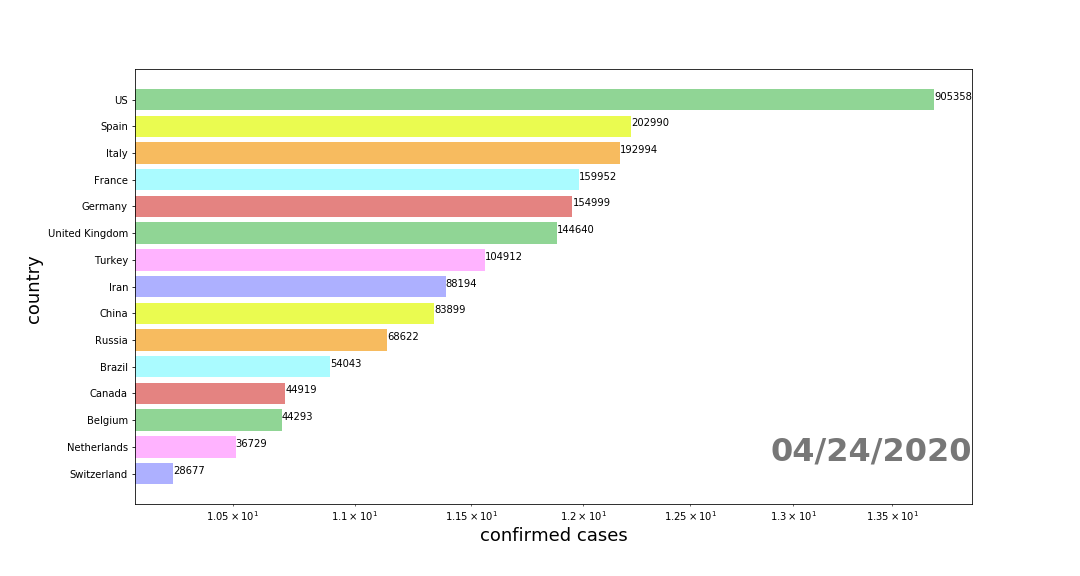 US 905358
Spain 202990
Italy 192994
France 159952
Germany 154999
United Kingdom 144640
Turkey 104912
Iran 88194
China 83899
Russia 68622
Brazil 54043
Canada 44919
Belgium 44293
Netherlands 36729
Switzerland 28677
04/24/2020
country
1.05 × 10¹ 1.1 × 10¹ 1.15 × 10¹ 1.2 × 10¹ 1.25 × 10¹ 1.3 × 10¹ 1.35 × 10¹
confirmed cases